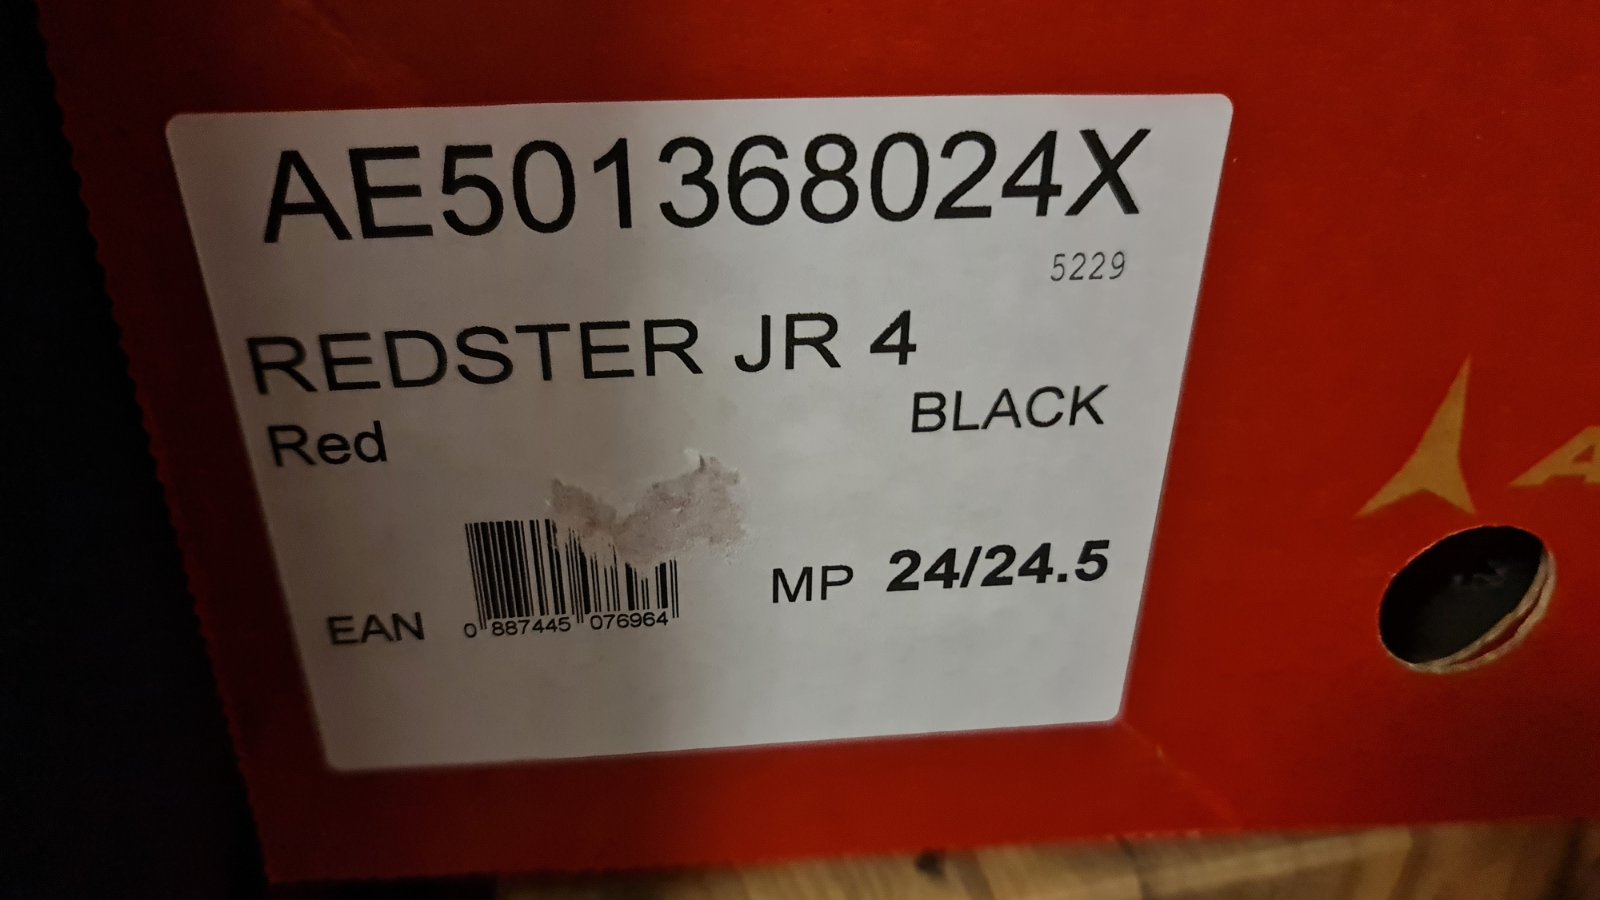 AE501368024X
5229
REDSTER JR 4
Red BLACK
MP 24/24.5
EAN 0 887445 076964